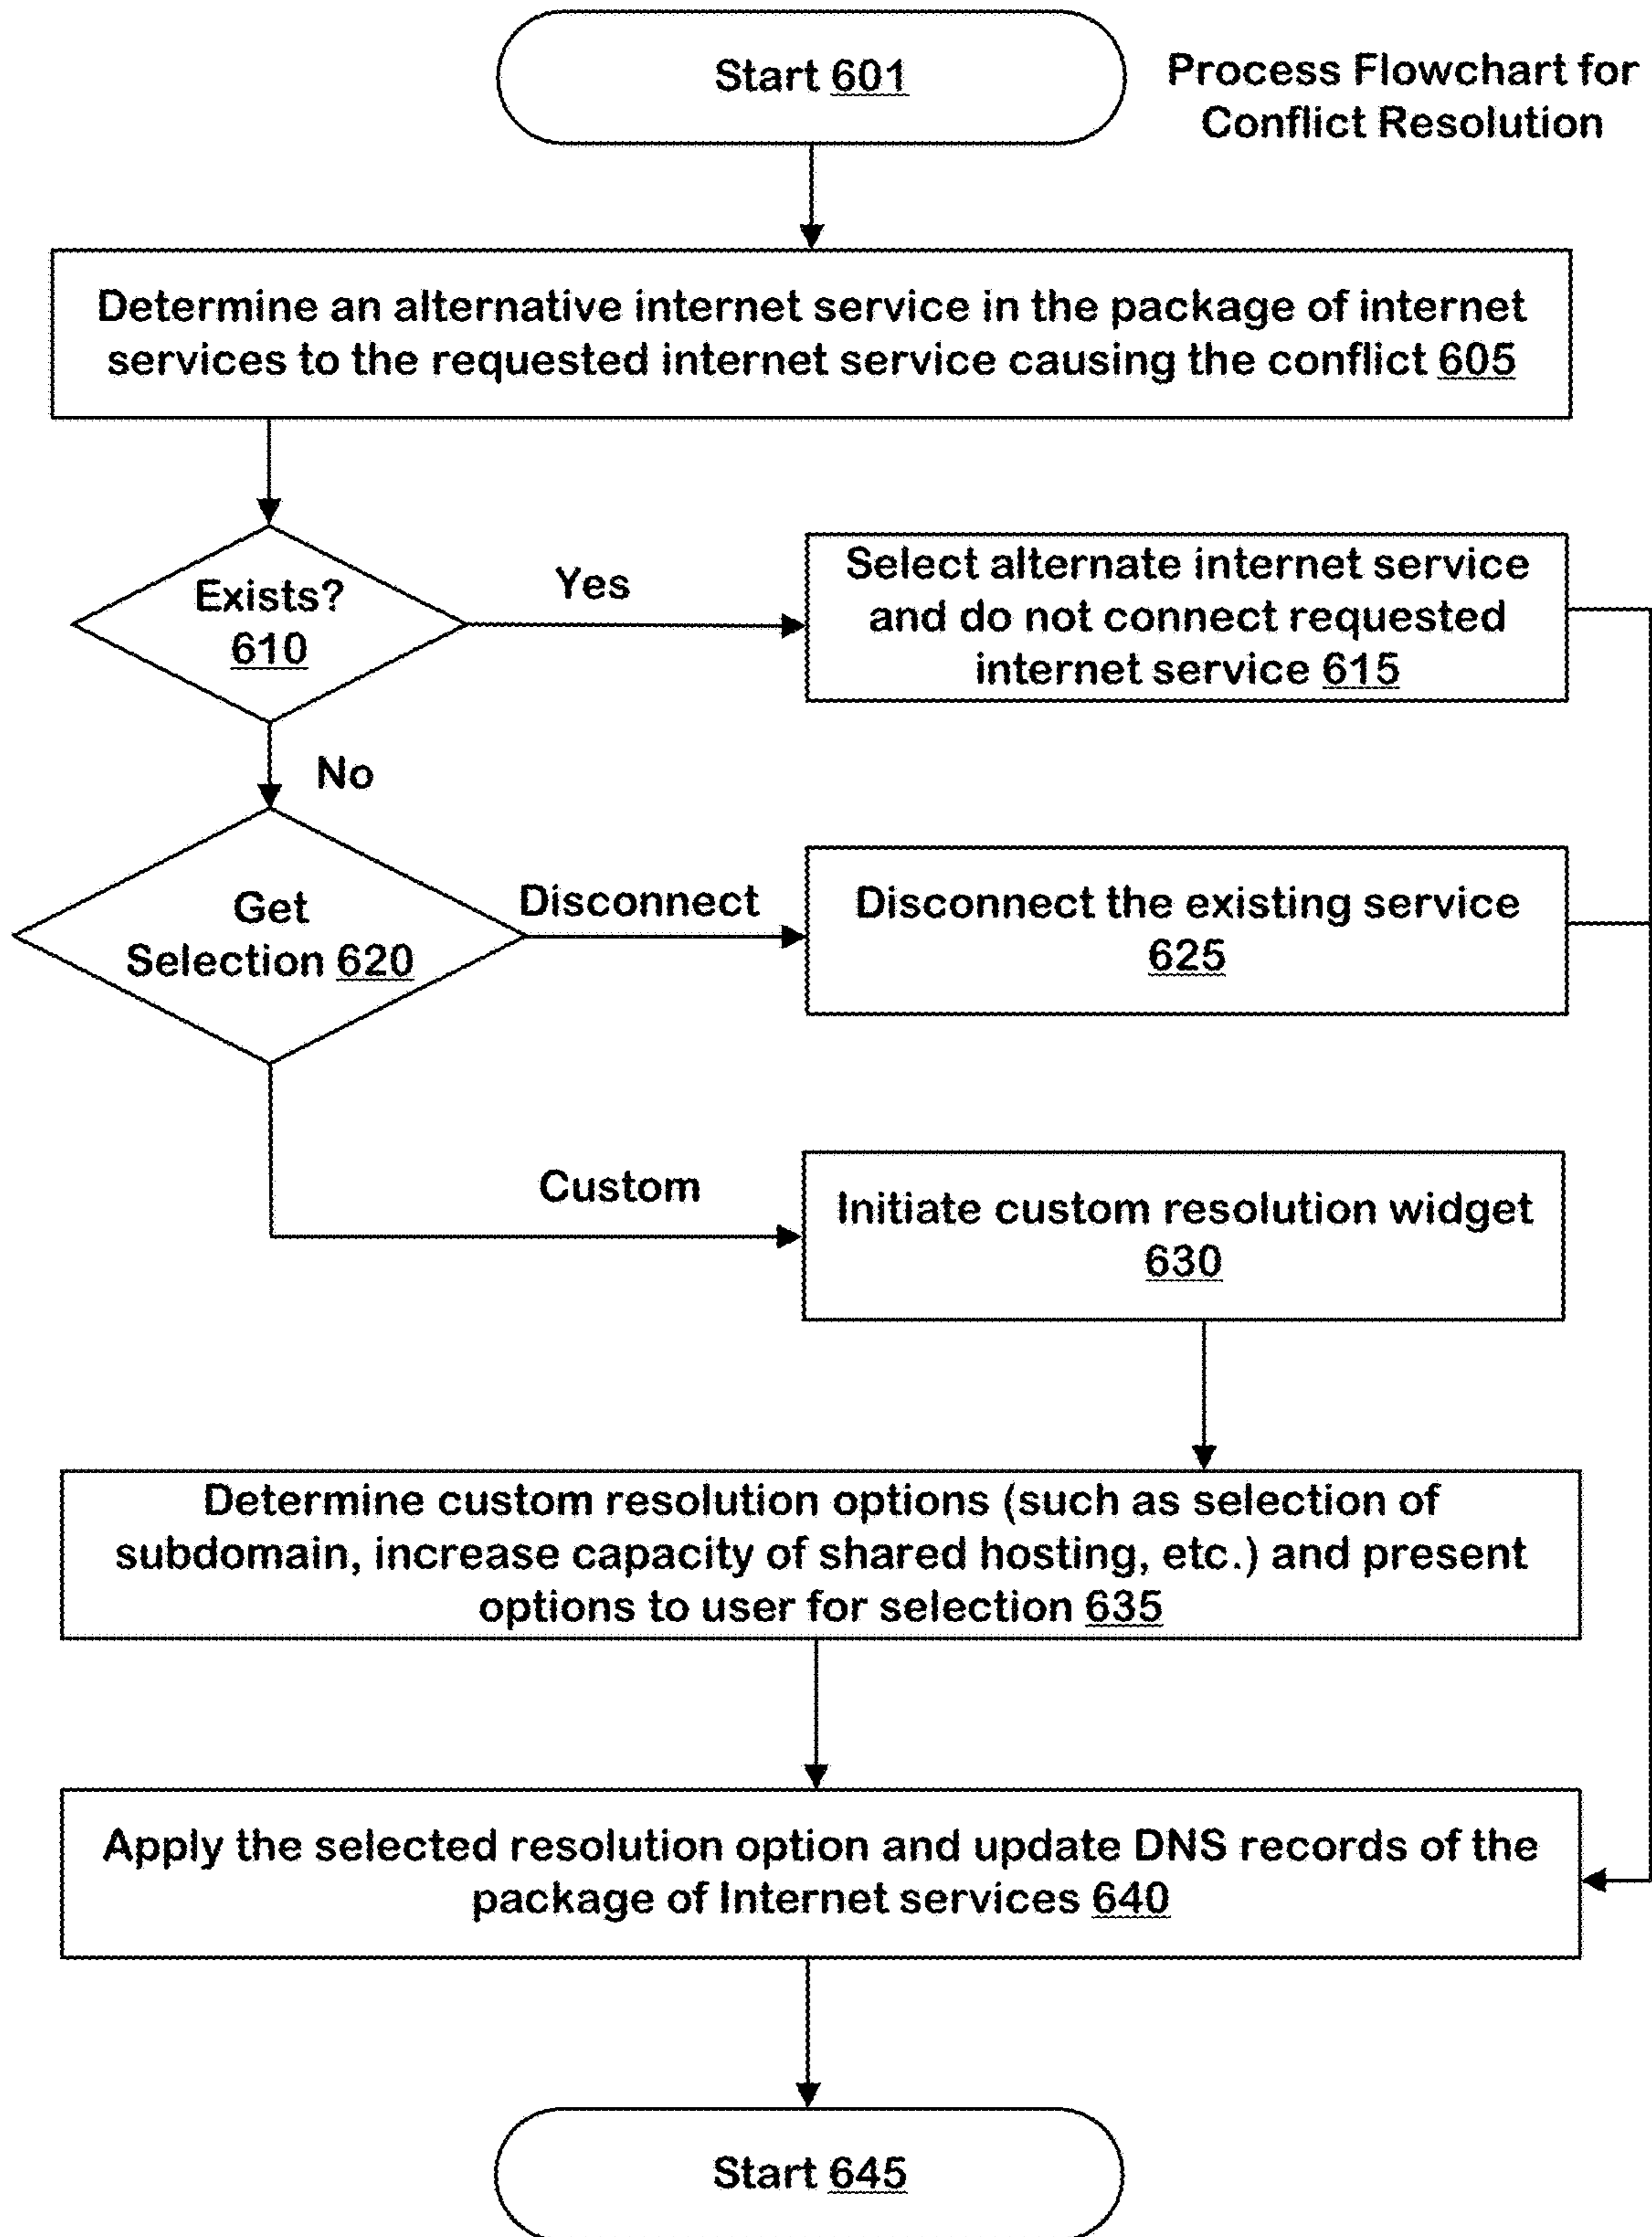 Start 601
Process Flowchart for
Conflict Resolution
Determine an alternative internet service in the package of internet
services to the requested internet service causing the conflict 605
Exists?
610
Yes
Select alternate internet service
and do not connect requested
internet service 615
No
Get
Selection 620
Disconnect
Disconnect the existing service
625
Custom
Initiate custom resolution widget
630
Determine custom resolution options (such as selection of
subdomain, increase capacity of shared hosting, etc.) and present
options to user for selection 635
Apply the selected resolution option and update DNS records of the
package of Internet services 640
Start 645